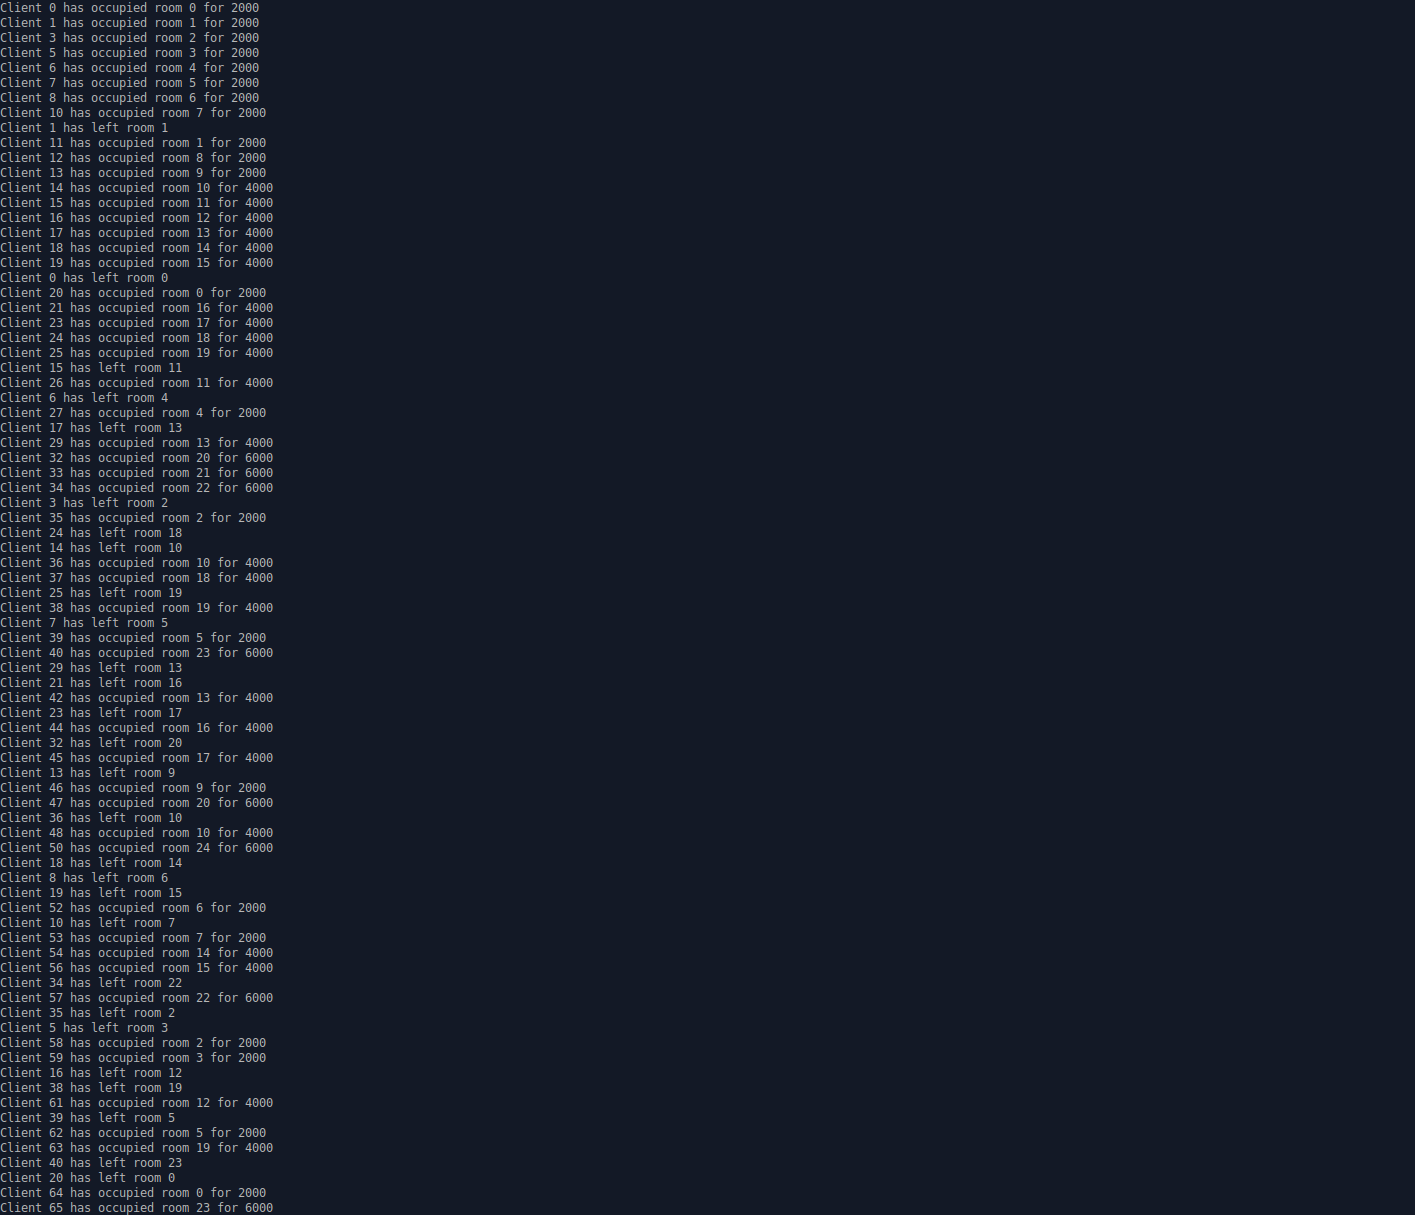 Client 0 has occupied room 0 for 2000
Client 1 has occupied room 1 for 2000
Client 3 has occupied room 2 for 2000
Client 5 has occupied room 3 for 2000
Client 6 has occupied room 4 for 2000
Client 7 has occupied room 5 for 2000
Client 8 has occupied room 6 for 2000
Client 10 has occupied room 7 for 2000
Client 1 has left room 1
Client 11 has occupied room 1 for 2000
Client 12 has occupied room 8 for 2000
Client 13 has occupied room 9 for 2000
Client 14 has occupied room 10 for 4000
Client 15 has occupied room 11 for 4000
Client 16 has occupied room 12 for 4000
Client 17 has occupied room 13 for 4000
Client 18 has occupied room 14 for 4000
Client 19 has occupied room 15 for 4000
Client 0 has left room 0
Client 20 has occupied room 0 for 2000
Client 21 has occupied room 16 for 4000
Client 23 has occupied room 17 for 4000
Client 24 has occupied room 18 for 4000
Client 25 has occupied room 19 for 4000
Client 15 has left room 11
Client 26 has occupied room 11 for 4000
Client 6 has left room 4
Client 27 has occupied room 4 for 2000
Client 17 has left room 13
Client 29 has occupied room 13 for 4000
Client 32 has occupied room 20 for 6000
Client 33 has occupied room 21 for 6000
Client 34 has occupied room 22 for 6000
Client 3 has left room 2
Client 35 has occupied room 2 for 2000
Client 24 has left room 18
Client 14 has left room 10
Client 36 has occupied room 10 for 4000
Client 37 has occupied room 18 for 4000
Client 25 has left room 19
Client 38 has occupied room 19 for 4000
Client 7 has left room 5
Client 39 has occupied room 5 for 2000
Client 40 has occupied room 23 for 6000
Client 29 has left room 13
Client 21 has left room 16
Client 42 has occupied room 13 for 4000
Client 23 has left room 17
Client 44 has occupied room 16 for 4000
Client 32 has left room 20
Client 45 has occupied room 17 for 4000
Client 13 has left room 9
Client 46 has occupied room 9 for 2000
Client 47 has occupied room 20 for 6000
Client 36 has left room 10
Client 48 has occupied room 10 for 4000
Client 50 has occupied room 24 for 6000
Client 18 has left room 14
Client 8 has left room 6
Client 19 has left room 15
Client 52 has occupied room 6 for 2000
Client 10 has left room 7
Client 53 has occupied room 7 for 2000
Client 54 has occupied room 14 for 4000
Client 56 has occupied room 15 for 4000
Client 34 has left room 22
Client 57 has occupied room 22 for 6000
Client 35 has left room 2
Client 5 has left room 3
Client 58 has occupied room 2 for 2000
Client 59 has occupied room 3 for 2000
Client 16 has left room 12
Client 38 has left room 19
Client 61 has occupied room 12 for 4000
Client 39 has left room 5
Client 62 has occupied room 5 for 2000
Client 63 has occupied room 19 for 4000
Client 40 has left room 23
Client 20 has left room 0
Client 64 has occupied room 0 for 2000
Client 65 has occupied room 23 for 6000